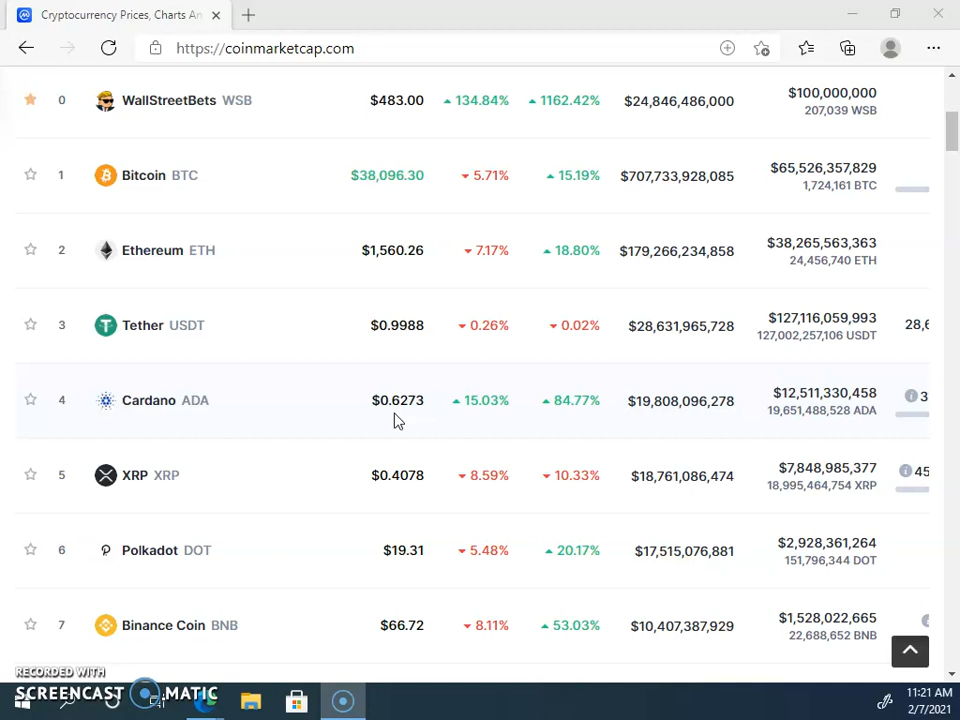 Cryptocurrency Prices, Charts An
https://coinmarketcap.com
0 WallStreetBets WSB $483.00 134.84% 1162.42% $24,846,486,000 $100,000,000
207,039 WSB
1 Bitcoin BTC $38,096.30 5.71% 15.19% $707,733,928,085 $65,526,357,829
1,724,161 BTC
2 Ethereum ETH $1,560.26 7.17% 18.80% $179,266,234,858 $38,265,563,363
24,456,740 ETH
3 Tether USDT $0.9988 0.26% 0.02% $28,631,965,728 $127,116,059,993 28,6
127,002,257,106 USDT
4 Cardano ADA $0.6273 15.03% 84.77% $19,808,096,278 $12,511,330,458 3
19,651,488,528 ADA
5 XRP XRP $0.4078 8.59% 10.33% $18,761,086,474 $7,848,985,377 45
18,995,464,754 XRP
6 Polkadot DOT $19.31 5.48% 20.17% $17,515,076,881 $2,928,361,264
151,796,344 DOT
7 Binance Coin BNB $66.72 8.11% 53.03% $10,407,387,929 $1,528,022,665
22,688,652 BNB
RECORDED WITH
SCREENCAST MATIC
11:21 AM
2/7/2021